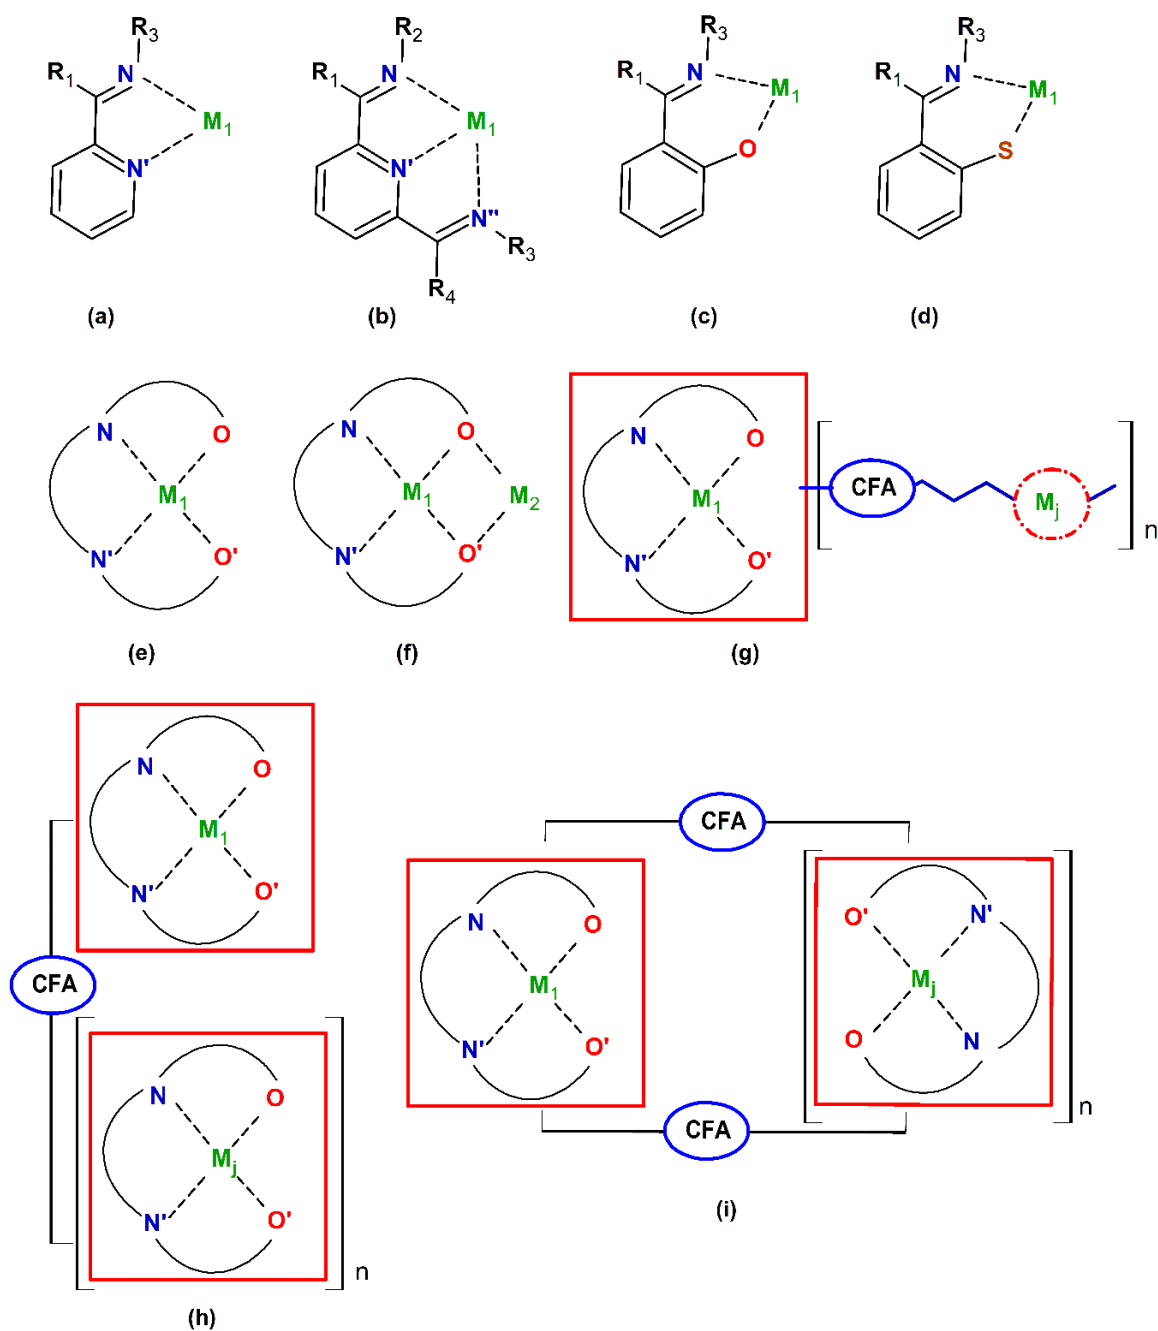 R₁ N R₃ M₁ N'
(a)
R₁ N R₂ M₁ N' N'' R₃ R₄
(b)
R₁ N R₃ M₁ O
(c)
R₁ N R₃ M₁ S
(d)
N O M₁ N' O'
(e)
N O M₁ M₂ N' O'
(f)
N O M₁ N' O' CFA Mⱼ n
(g)
N O M₁ N' O'
CFA
N O Mⱼ N' O' n
(h)
CFA
N O M₁ N' O'
O' N' Mⱼ O N n
CFA
(i)